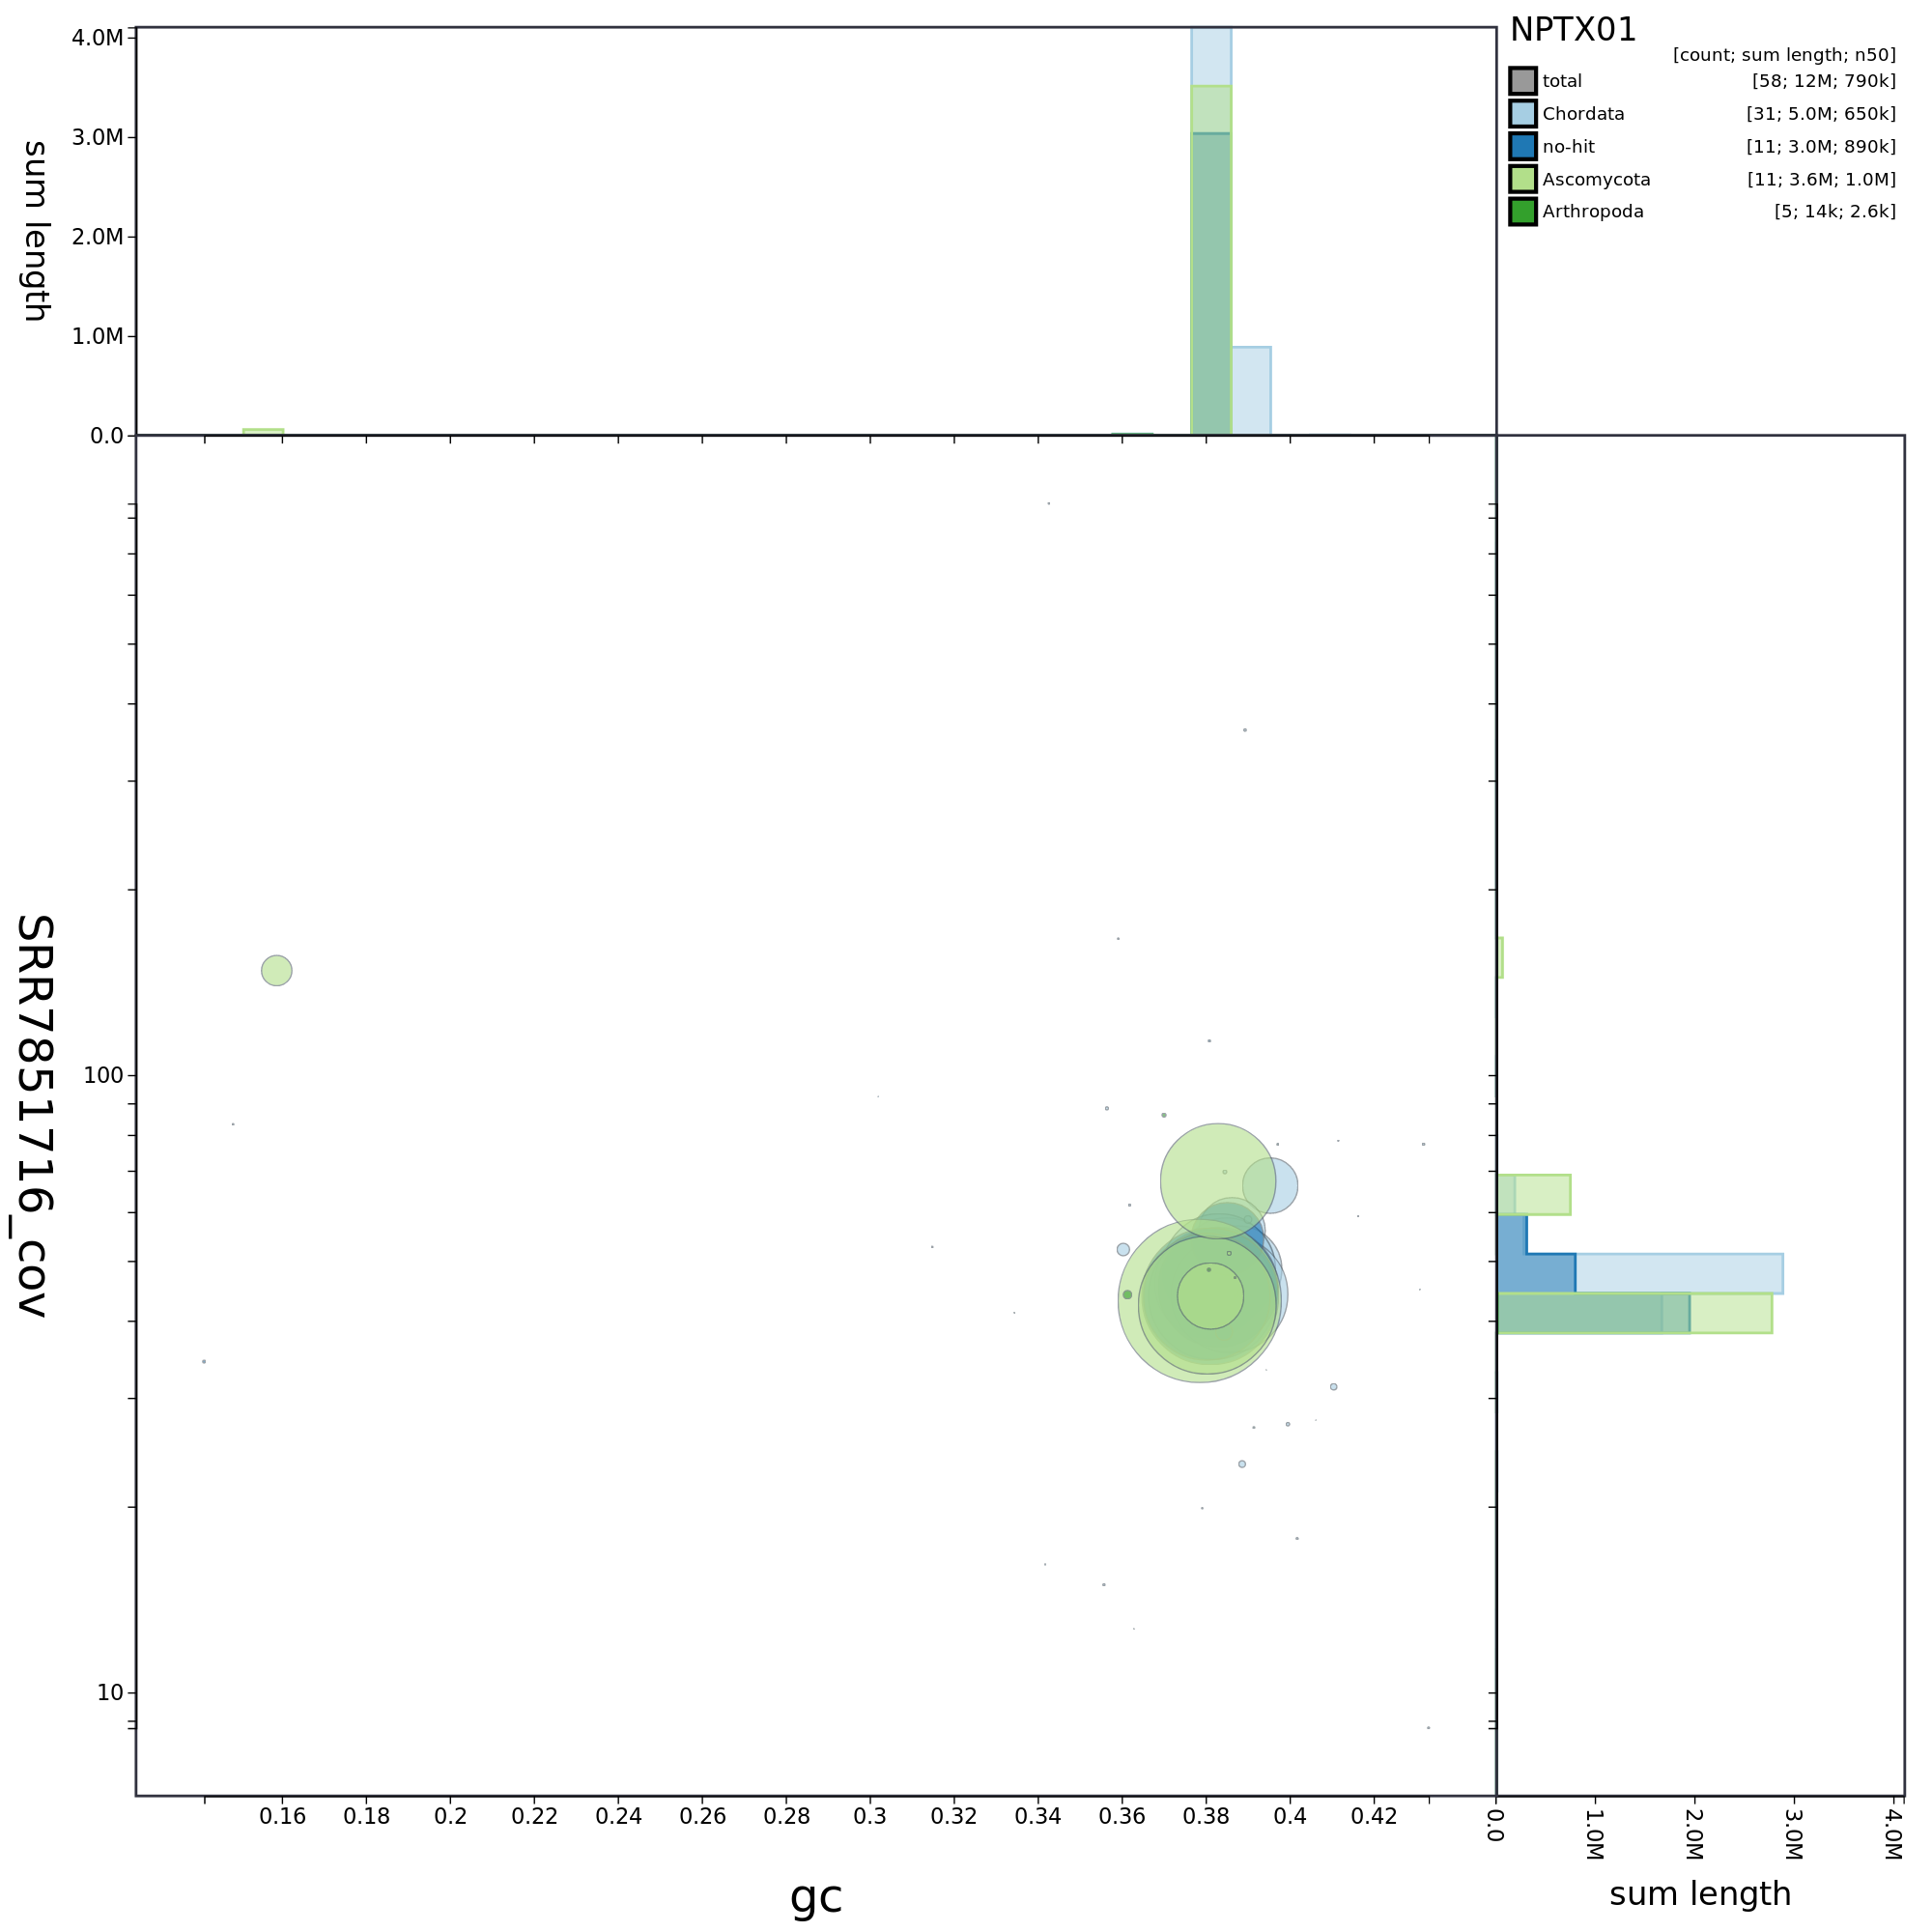 NPTX01
[count; sum length; n50]
total [58; 12M; 790k]
Chordata [31; 5.0M; 650k]
no-hit [11; 3.0M; 890k]
Ascomycota [11; 3.6M; 1.0M]
Arthropoda [5; 14k; 2.6k]
sum length
4.0M
3.0M
2.0M
1.0M
0.0
SRR7851716_cov
100
10
0.16 0.18 0.2 0.22 0.24 0.26 0.28 0.3 0.32 0.34 0.36 0.38 0.4 0.42
gc
0.0 1.0M 2.0M 3.0M 4.0M
sum length